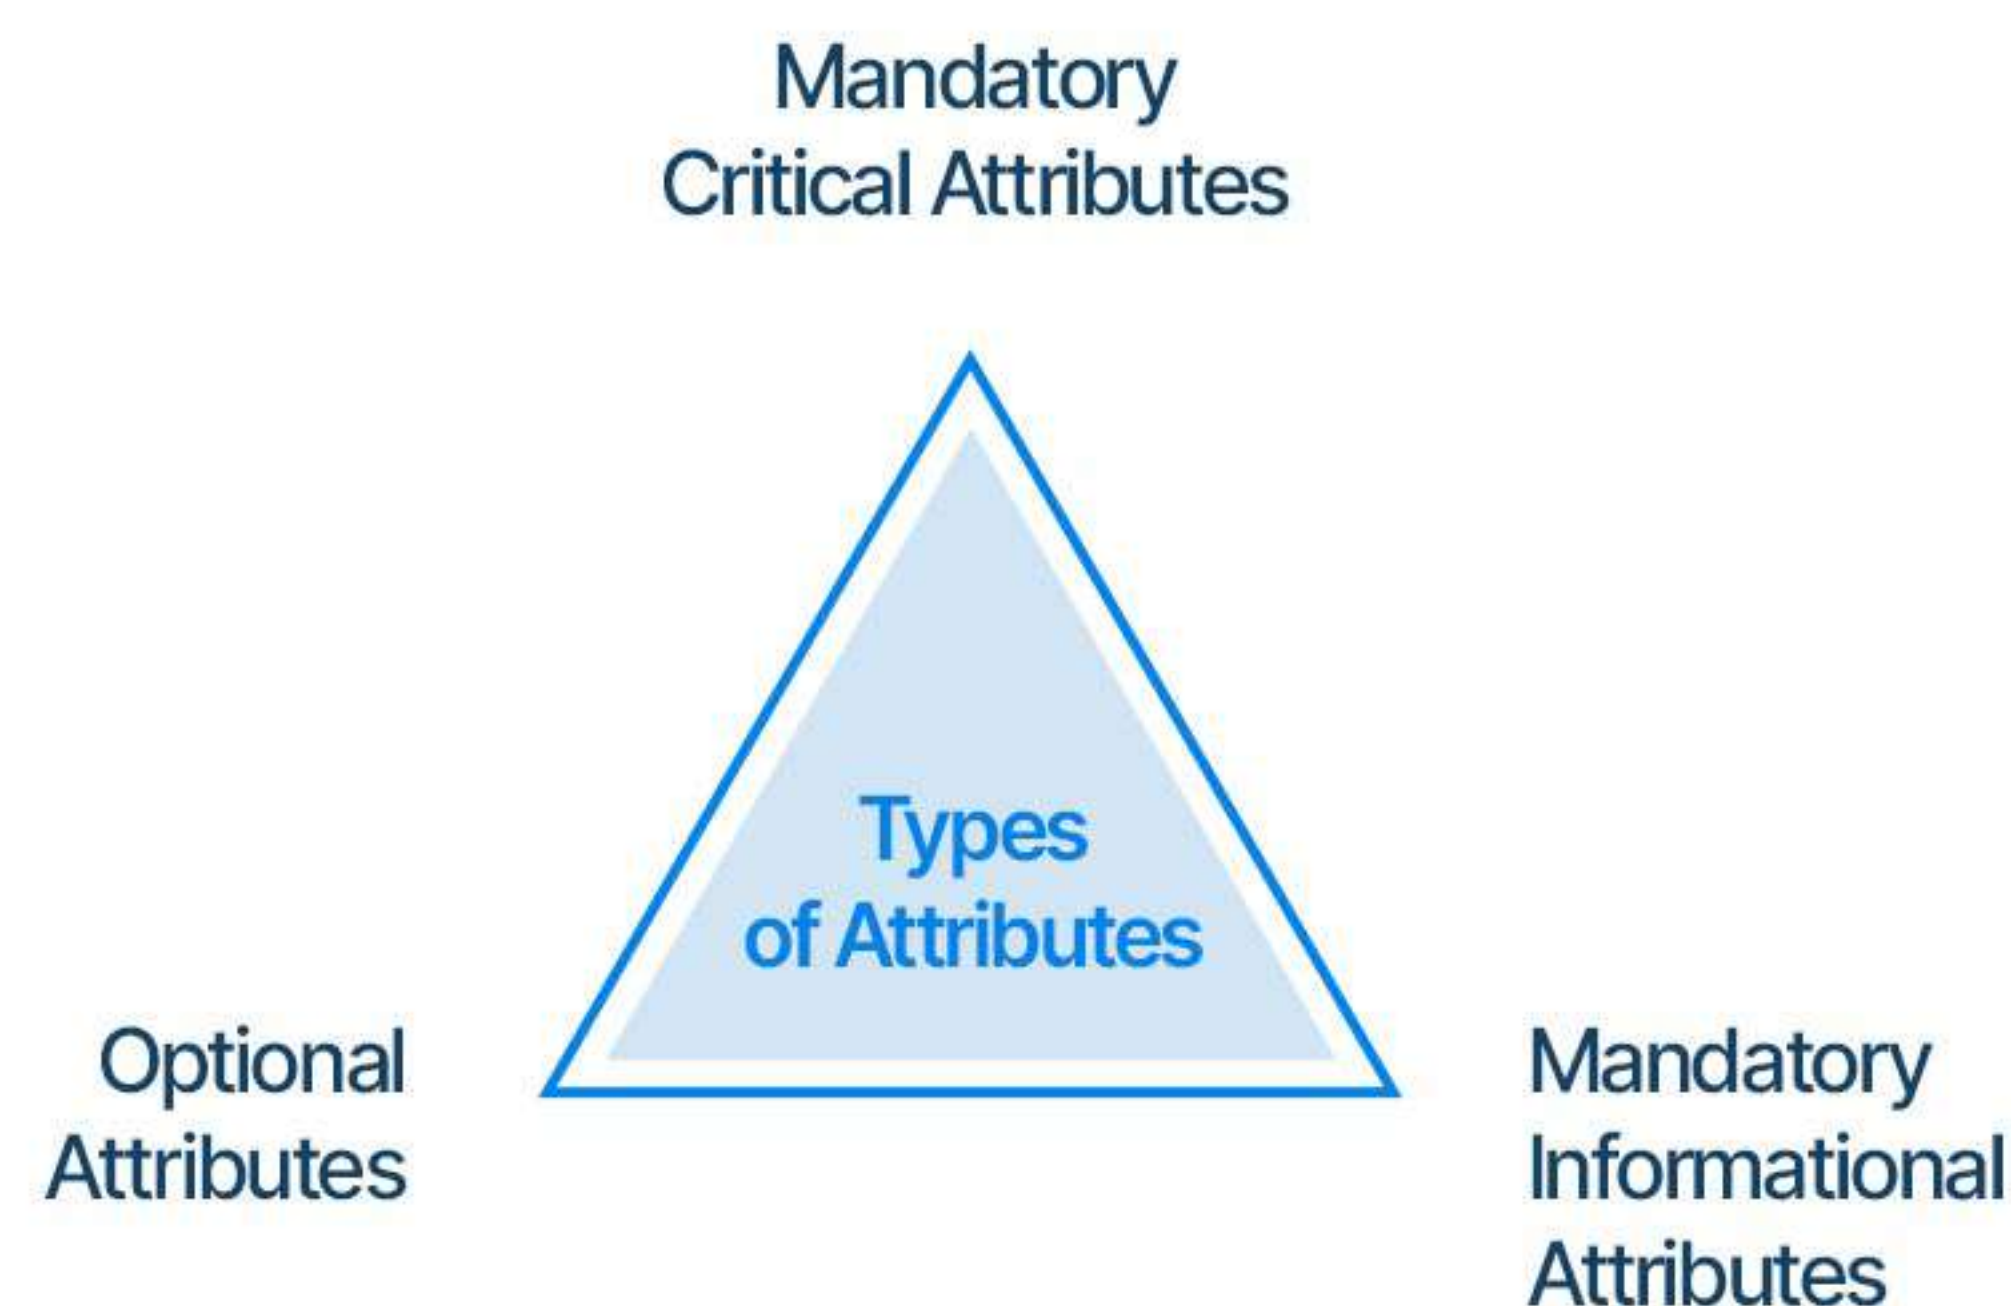 Mandatory
Critical Attributes
Types
of Attributes
Optional
Attributes
Mandatory
Informational
Attributes